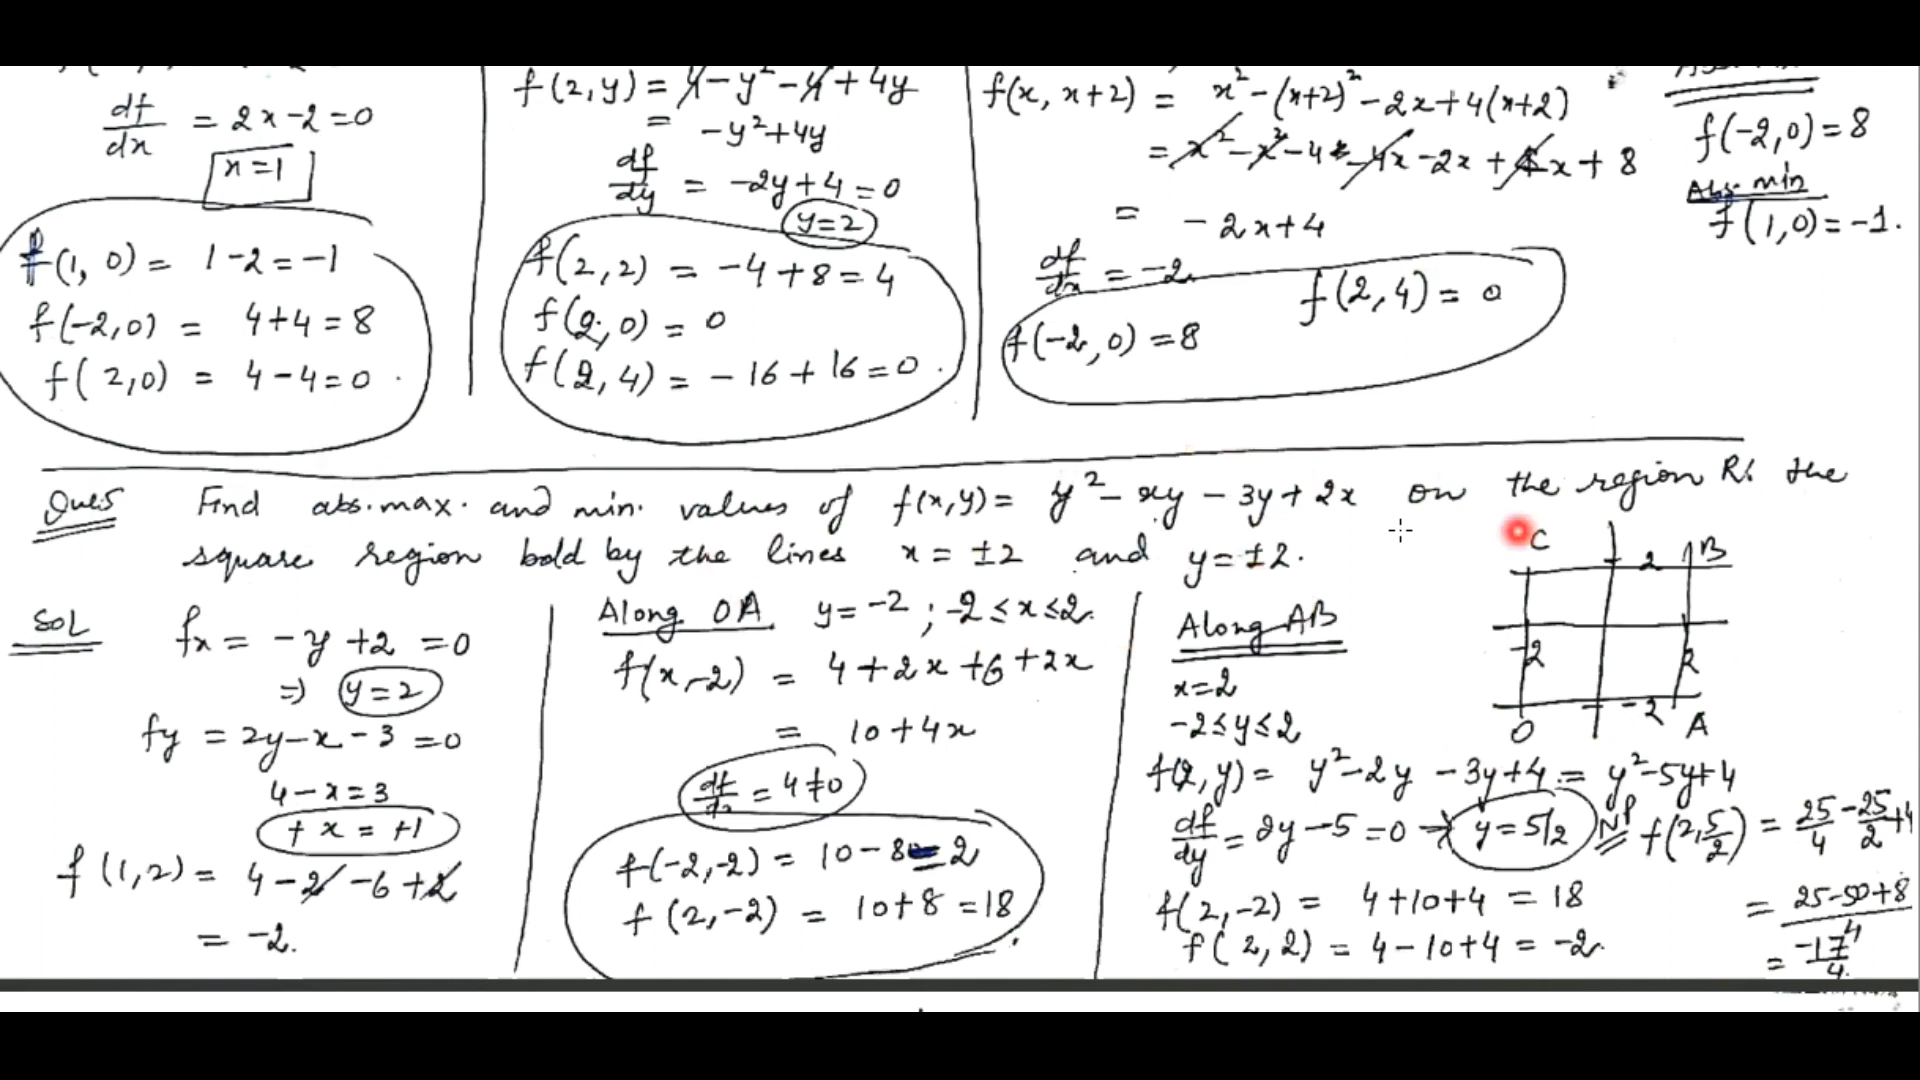 df/dx = 2x-2=0
x=1
f(1, 0) = 1-2=-1
f(-2,0) = 4+4=8
f(2,0) = 4-4=0.
f(2,y) = 4-y²-4+4y
= -y²+4y
df/dy = -2y+4=0
y=2
f(2,2) = -4+8=4
f(2,0) = 0
f(2,4) = -16+16=0.
f(x, x+2) = x²-(x+2)²-2x+4(x+2)
= x²-x²-4-4x-2x+4x+8
= -2x+4
df/dx = -2
f(2,4) = 0
f(-2,0) = 8
f(-2,0)=8
Abs. min
f(1,0)=-1.
Ques Find abs.max. and min. values of f(x,y)= y²-xy-3y+2x on the region R: the
square region bdd by the lines x=±2 and y=±2.
Sol fx = -y+2 =0
⇒ y=2
fy = 2y-x-3=0
4-x=3
+x=+1
f(1,2) = 4-2-6+2
= -2.
Along OA y=-2 ; -2≤x≤2.
f(x,-2) = 4+2x+6+2x
= 10+4x
df/dx = 4≠0
f(-2,-2) = 10-8=2
f(2,-2) = 10+8=18.
Along AB
x=2
-2≤y≤2
f(2,y) = y²-2y-3y+4 = y²-5y+4
df/dy = 2y-5=0 → y=5/2 NP f(2,5/2) = 25/4-25/2+4
f(2,-2) = 4+10+4 = 18
= 25-50+8/4
f(2,2) = 4-10+4 = -2.
= -17/4.
C 2 B
-2 2
O -2 A